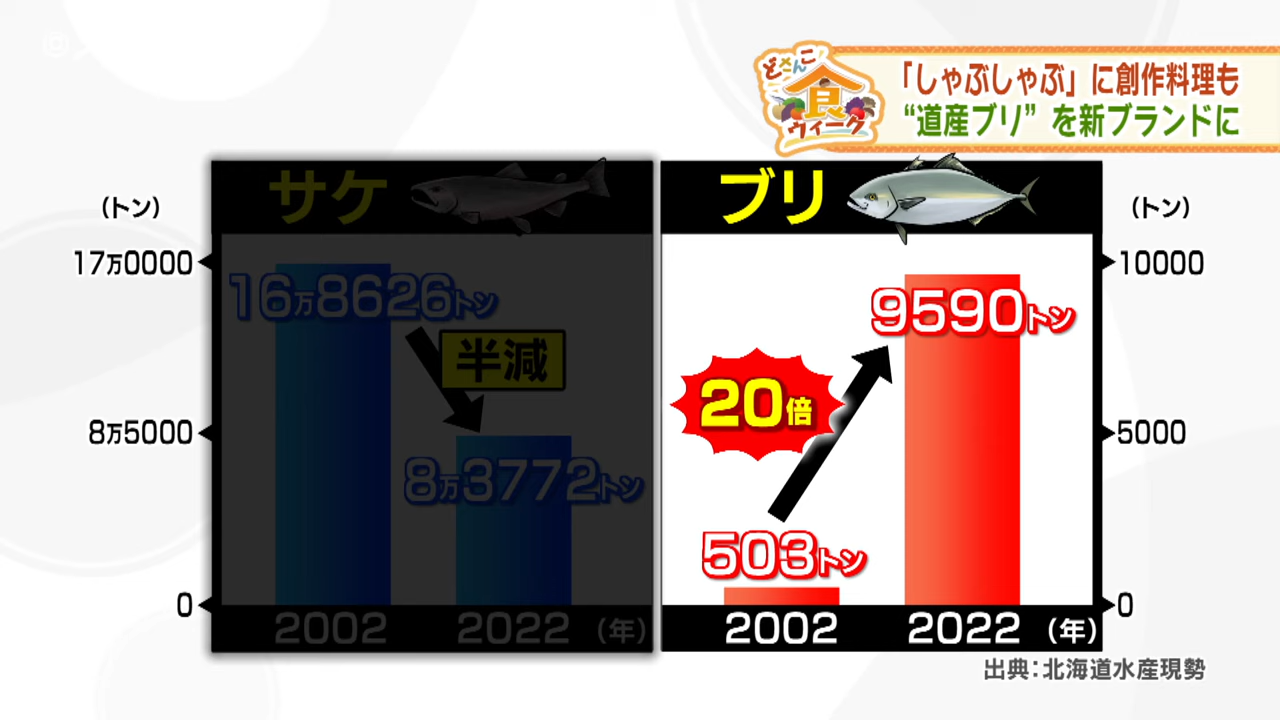 どさんこ
食
ウィーク
「しゃぶしゃぶ」に創作料理も
“道産ブリ”を新ブランドに
サケ
ブリ
（トン）
（トン）
17万0000
10000
16万8626トン
9590トン
半減
20倍
8万5000
5000
8万3772トン
503トン
0
0
2002
2022
（年）
2002
2022
（年）
出典：北海道水産現勢